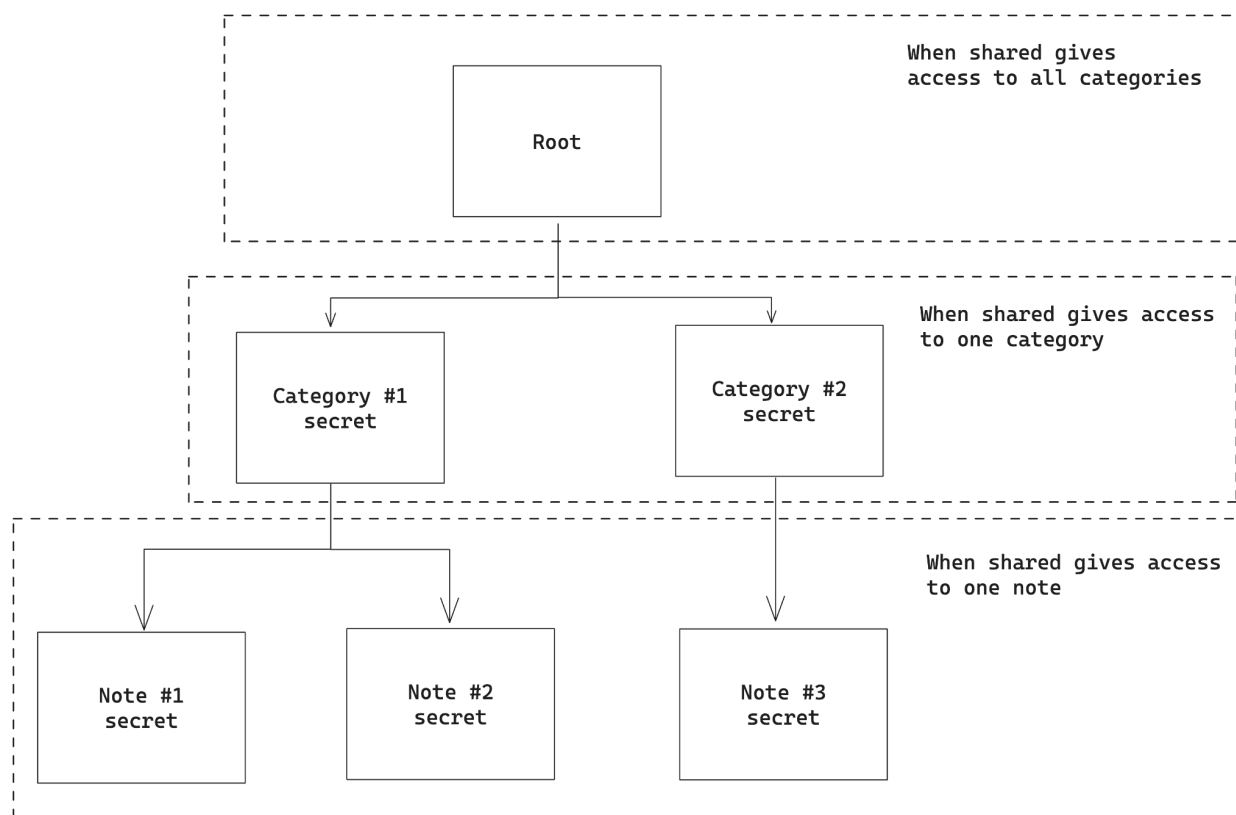 When shared gives
access to all categories
Root
When shared gives access
to one category
Category #1
secret
Category #2
secret
When shared gives access
to one note
Note #1
secret
Note #2
secret
Note #3
secret